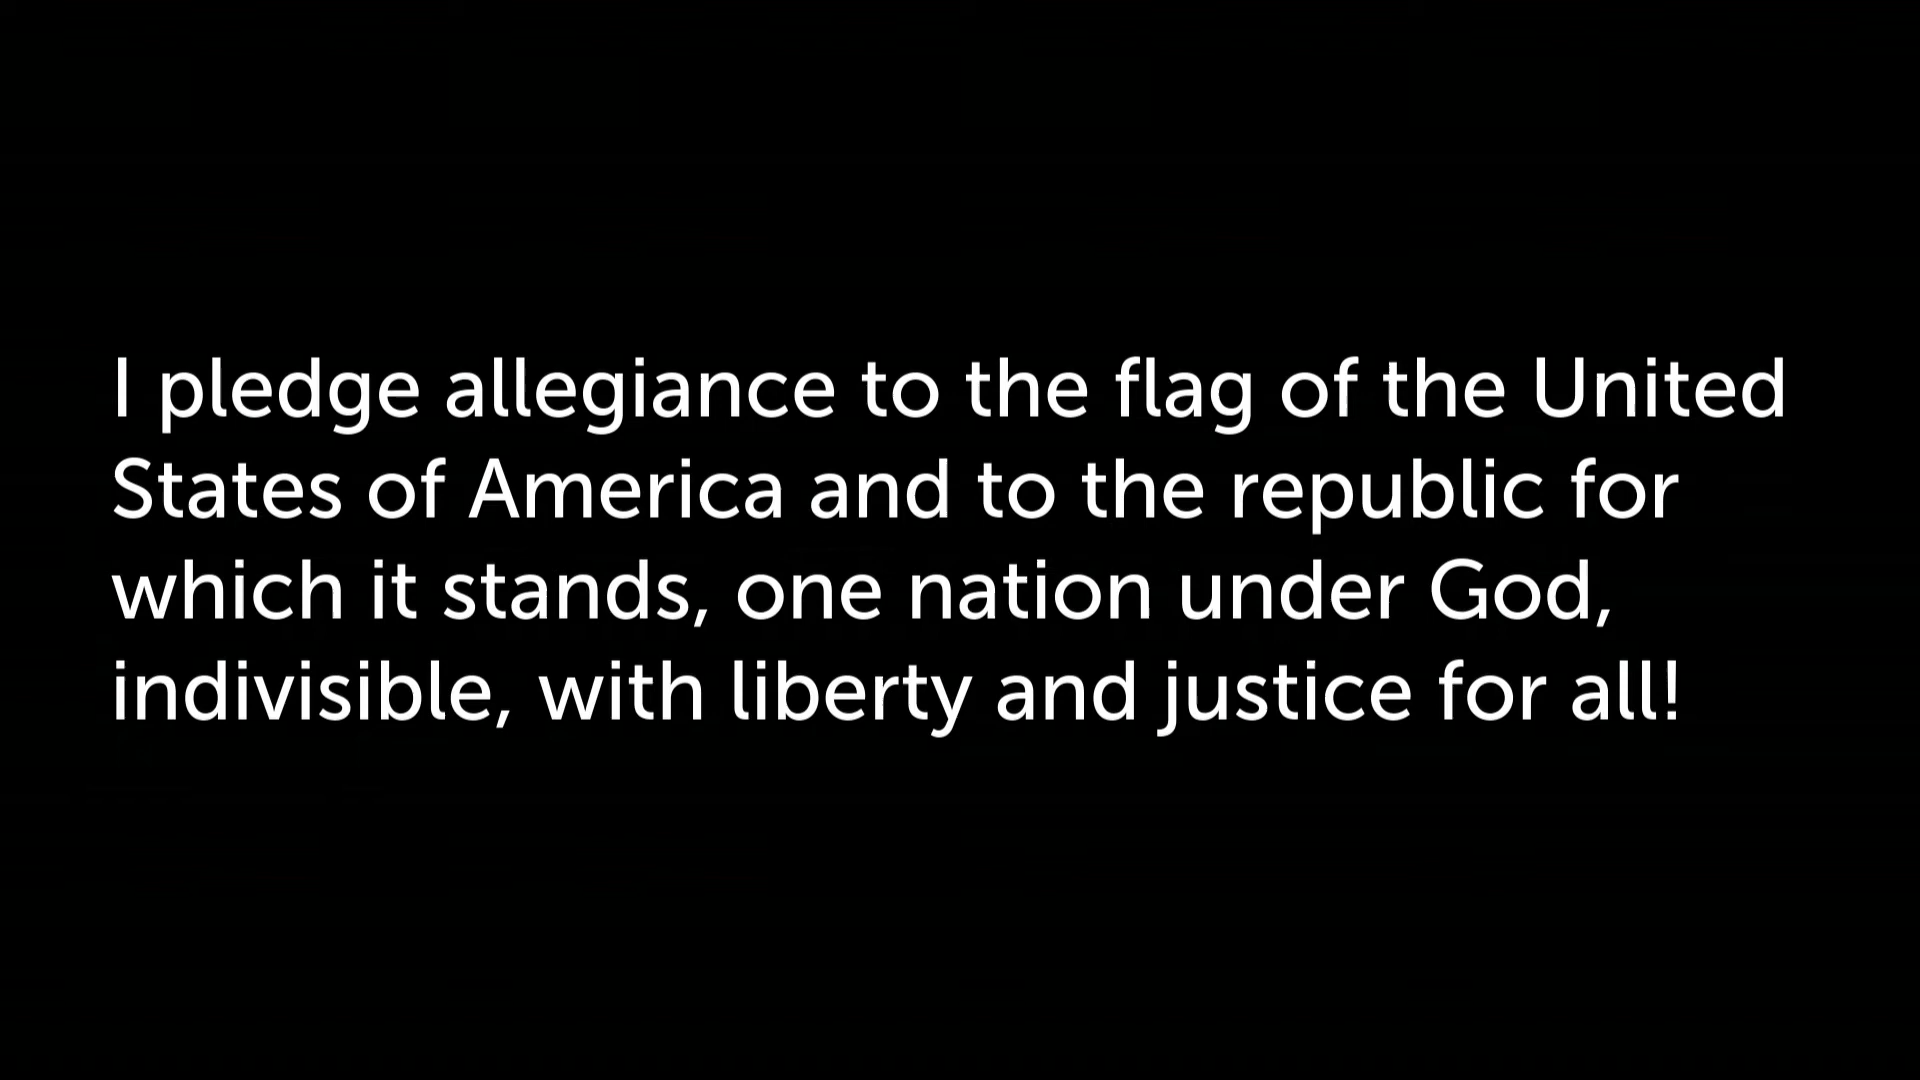 I pledge allegiance to the flag of the United
States of America and to the republic for
which it stands, one nation under God,
indivisible, with liberty and justice for all!